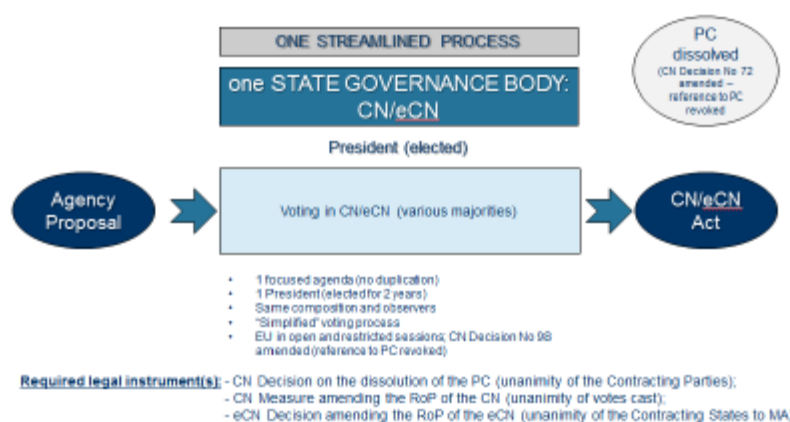 ONE STREAMLINED PROCESS
PC
dissolved
(CN Decision No 72
amended –
reference to PC
revoked
one STATE GOVERNANCE BODY:
CN/eCN
President (elected)
Agency
Proposal
Voting in CN/eCN (various majorities)
CN/eCN
Act
• 1 focused agenda (no duplication)
• 1 President (elected for 2 years)
• Same composition and observers
• "Simplified" voting process
• EU in open and restricted sessions; CN Decision No 98
amended (reference to PC revoked)
Required legal instrument(s): - CN Decision on the dissolution of the PC (unanimity of the Contracting Parties);
- CN Measure amending the RoP of the CN (unanimity of votes cast);
- eCN Decision amending the RoP of the eCN (unanimity of the Contracting States to MA